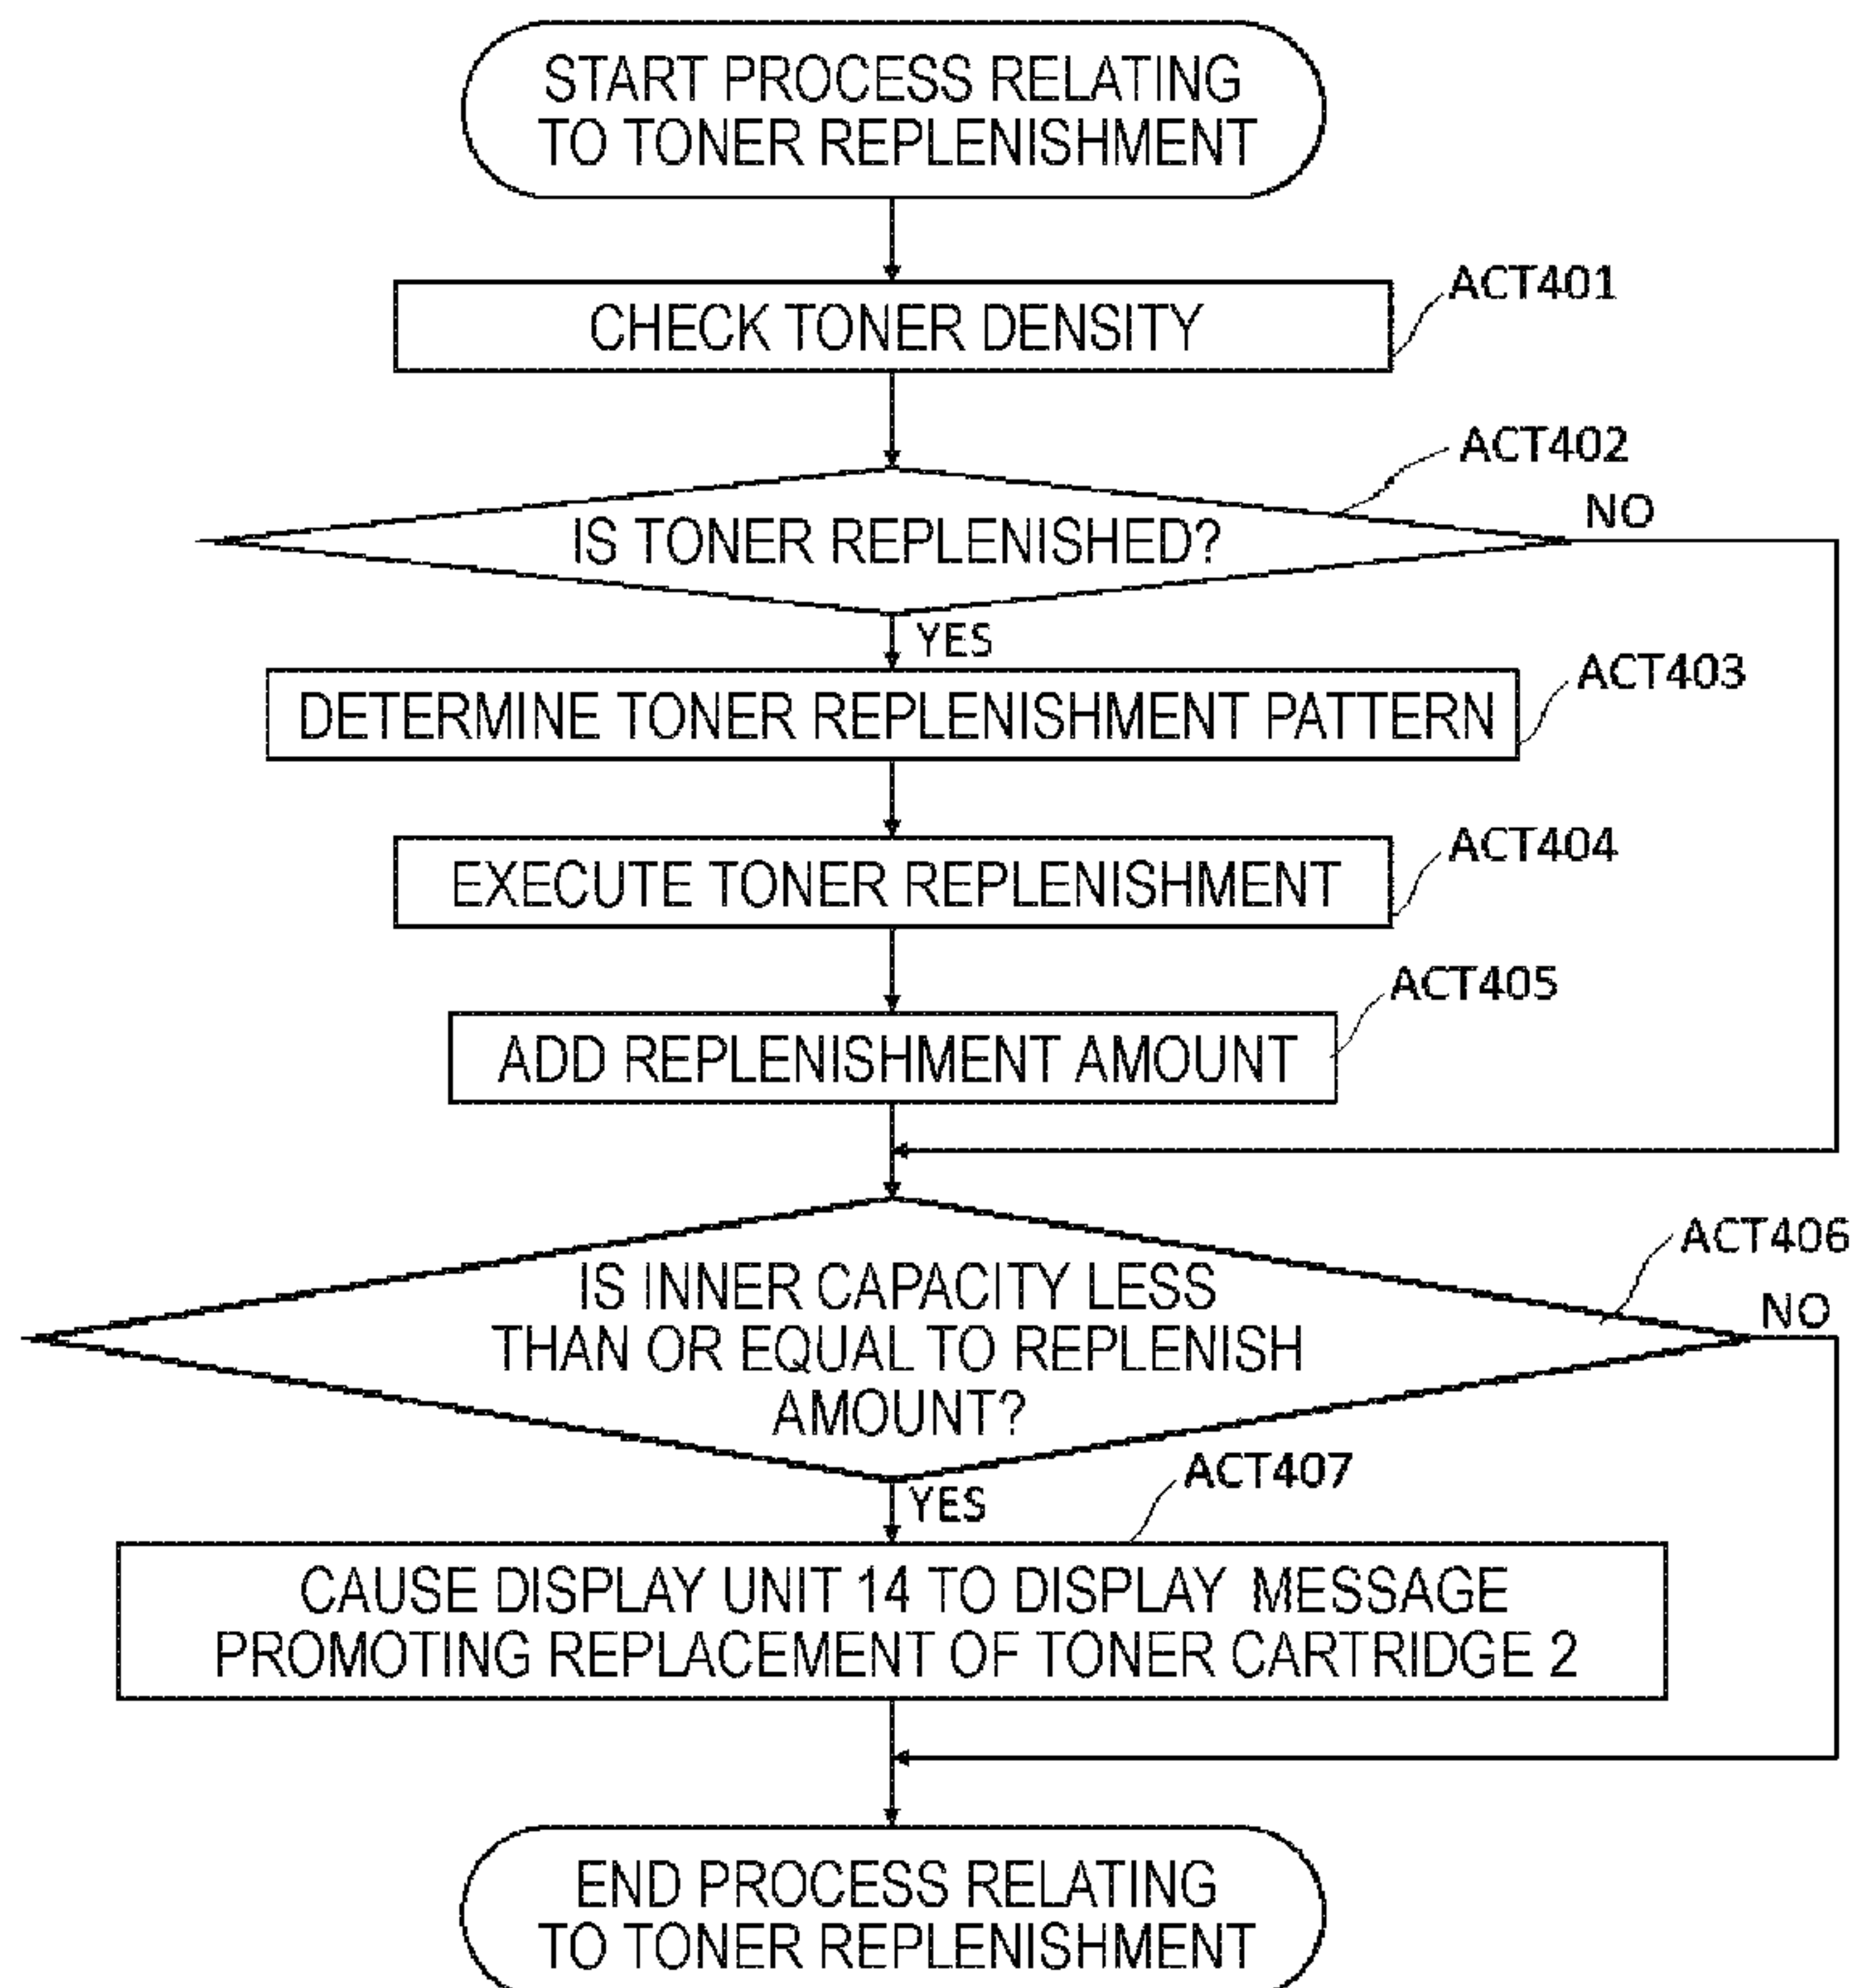 START PROCESS RELATING
TO TONER REPLENISHMENT
ACT401
CHECK TONER DENSITY
ACT402
NO
IS TONER REPLENISHED?
YES
ACT403
DETERMINE TONER REPLENISHMENT PATTERN
ACT404
EXECUTE TONER REPLENISHMENT
ACT405
ADD REPLENISHMENT AMOUNT
ACT406
NO
IS INNER CAPACITY LESS
THAN OR EQUAL TO REPLENISH
AMOUNT?
ACT407
YES
CAUSE DISPLAY UNIT 14 TO DISPLAY MESSAGE
PROMOTING REPLACEMENT OF TONER CARTRIDGE 2
END PROCESS RELATING
TO TONER REPLENISHMENT